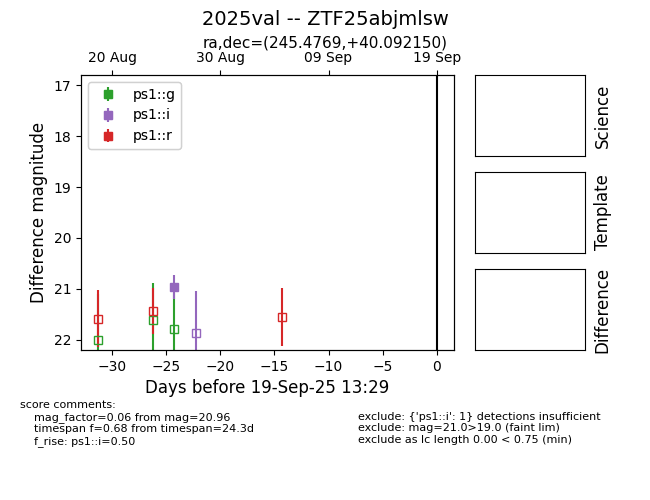 2025val -- ZTF25abjmlsw
ra,dec=(245.4769,+40.092150)
20 Aug 30 Aug 09 Sep 19 Sep
17
18
19
20
21
22
Difference magnitude
ps1::g
ps1::i
ps1::r
−30 −25 −20 −15 −10 −5 0
Days before 19-Sep-25 13:29
Science
Template
Difference
score comments:
mag_factor=0.06 from mag=20.96
timespan f=0.68 from timespan=24.3d
f_rise: ps1::i=0.50
exclude: {'ps1::i': 1} detections insufficient
exclude: mag=21.0>19.0 (faint lim)
exclude as lc length 0.00 < 0.75 (min)